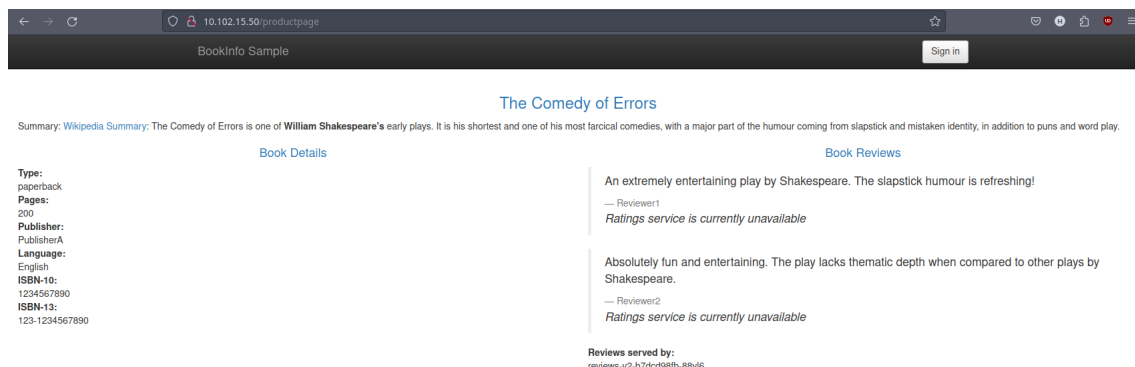 10.102.15.50/productpage
BookInfo Sample
Sign in
The Comedy of Errors
Summary: Wikipedia Summary: The Comedy of Errors is one of William Shakespeare's early plays. It is his shortest and one of his most farcical comedies, with a major part of the humour coming from slapstick and mistaken identity, in addition to puns and word play.
Book Details
Type:
paperback
Pages:
200
Publisher:
PublisherA
Language:
English
ISBN-10:
1234567890
ISBN-13:
123-1234567890
Book Reviews
An extremely entertaining play by Shakespeare. The slapstick humour is refreshing!
— Reviewer1
Ratings service is currently unavailable
Absolutely fun and entertaining. The play lacks thematic depth when compared to other plays by
Shakespeare.
— Reviewer2
Ratings service is currently unavailable
Reviews served by: